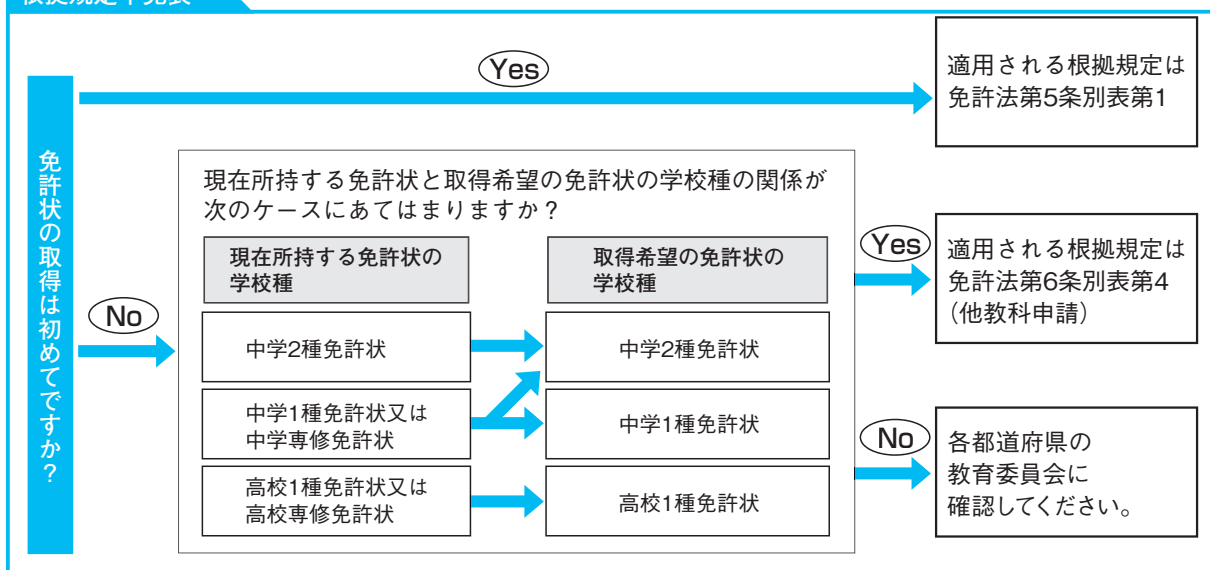 根拠規定早見表
Yes
適用される根拠規定は
免許法第5条別表第1
免許状の取得は初めてですか？
No
現在所持する免許状と取得希望の免許状の学校種の関係が
次のケースにあてはまりますか？
現在所持する免許状の
学校種
取得希望の免許状の
学校種
中学2種免許状
中学2種免許状
中学1種免許状又は
中学専修免許状
中学1種免許状
高校1種免許状又は
高校専修免許状
高校1種免許状
Yes
適用される根拠規定は
免許法第6条別表第4
（他教科申請）
No
各都道府県の
教育委員会に
確認してください。